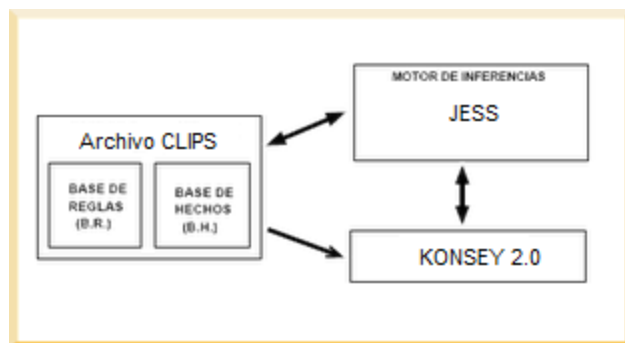 Archivo CLIPS
BASE DE
REGLAS
(B.R.)
BASE DE
HECHOS
(B.H.)
MOTOR DE INFERENCIAS
JESS
KONSEY 2.0